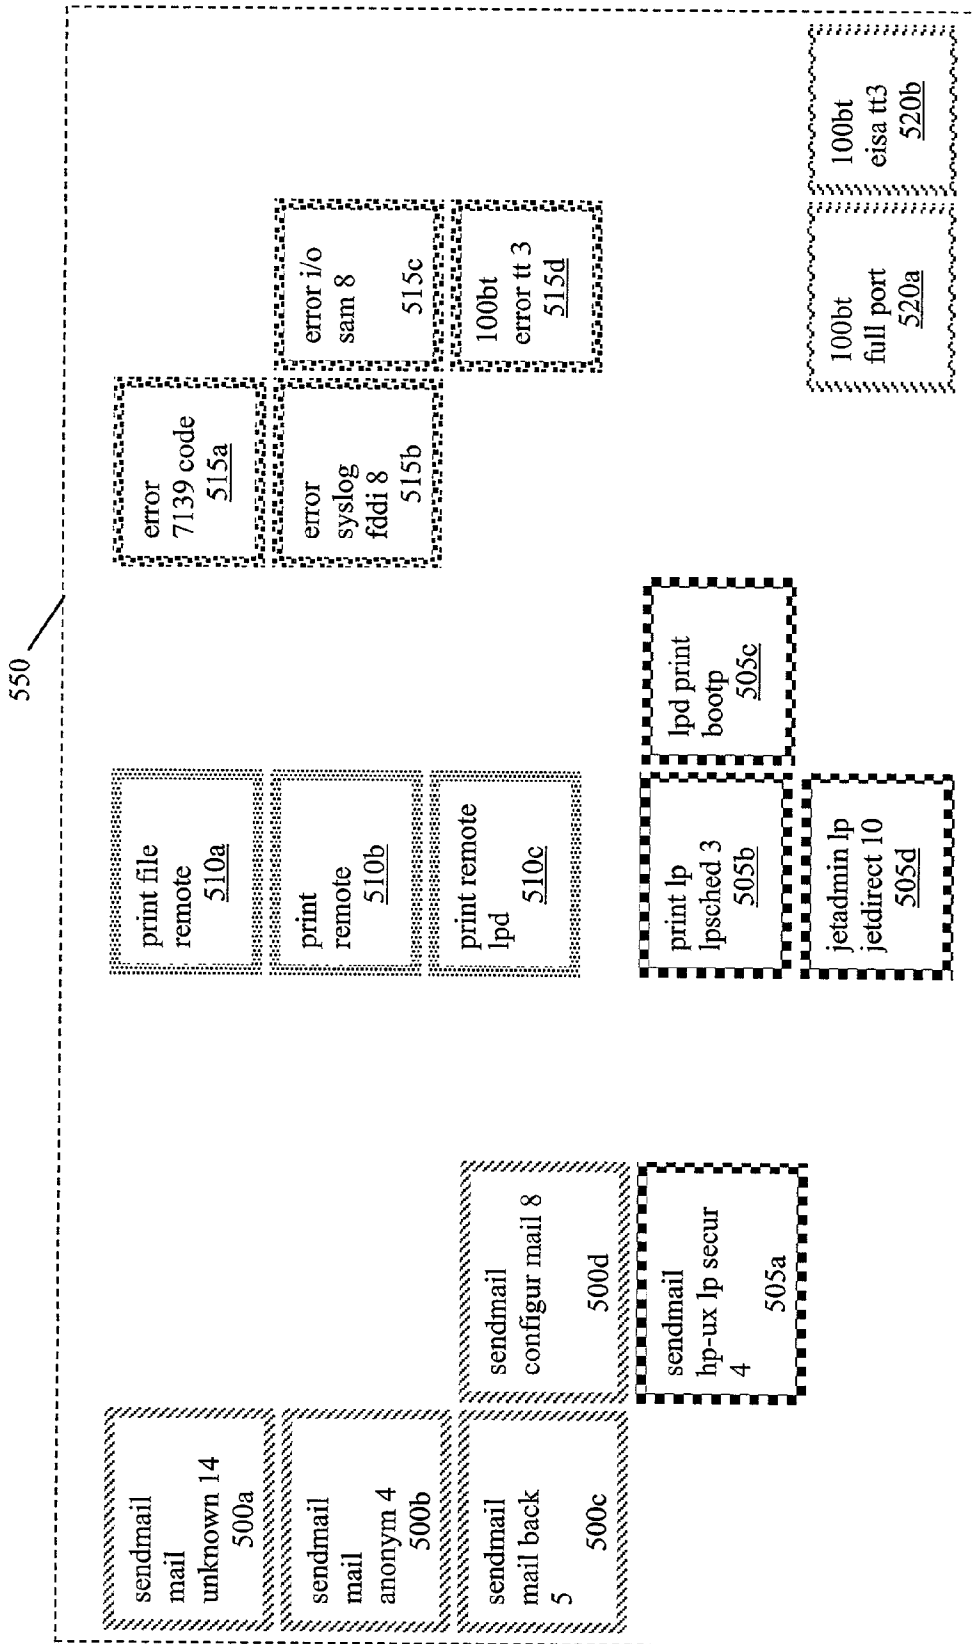 550
sendmail
mail
unknown 14
500a
print file
remote
510a
error
7139 code
515a
sendmail
mail
anonym 4
500b
print
remote
510b
error
syslog
fddi 8
515b
error i/o
sam 8
515c
sendmail
mail back
5
500c
sendmail
configur mail 8
500d
print remote
lpd
510c
100bt
error tt 3
515d
sendmail
hp-ux lp secur
4
505a
print lp
lpsched 3
505b
lpd print
bootp
505c
jetadmin lp
jetdirect 10
505d
100bt
full port
520a
100bt
eisa tt3
520b